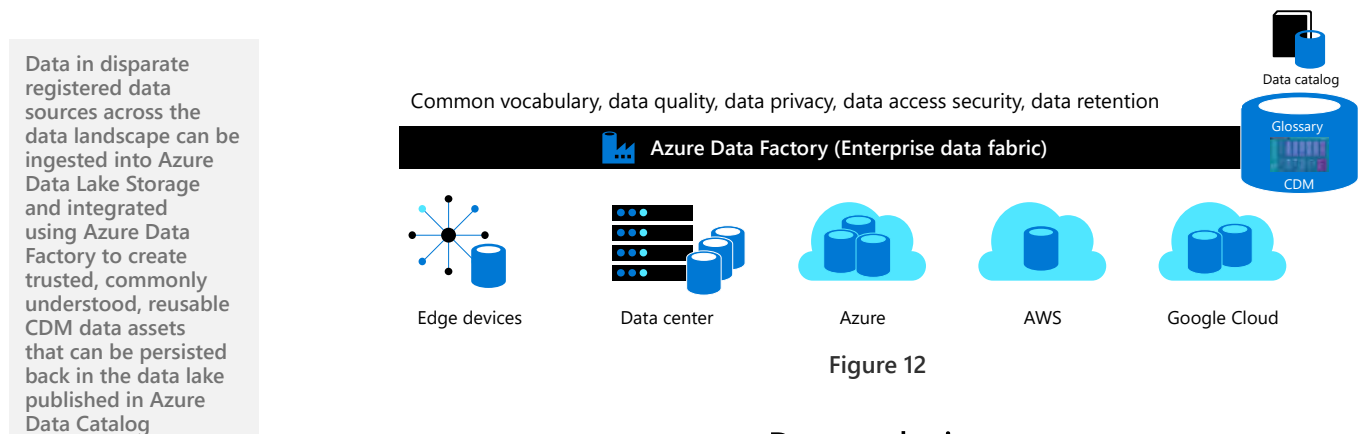 Data in disparate
registered data
sources across the
data landscape can be
ingested into Azure
Data Lake Storage
and integrated
using Azure Data
Factory to create
trusted, commonly
understood, reusable
CDM data assets
that can be persisted
back in the data lake
published in Azure
Data Catalog
Data catalog
Common vocabulary, data quality, data privacy, data access security, data retention
Glossary
Azure Data Factory (Enterprise data fabric)
CDM
Edge devices
Data center
Azure
AWS
Google Cloud
Figure 12